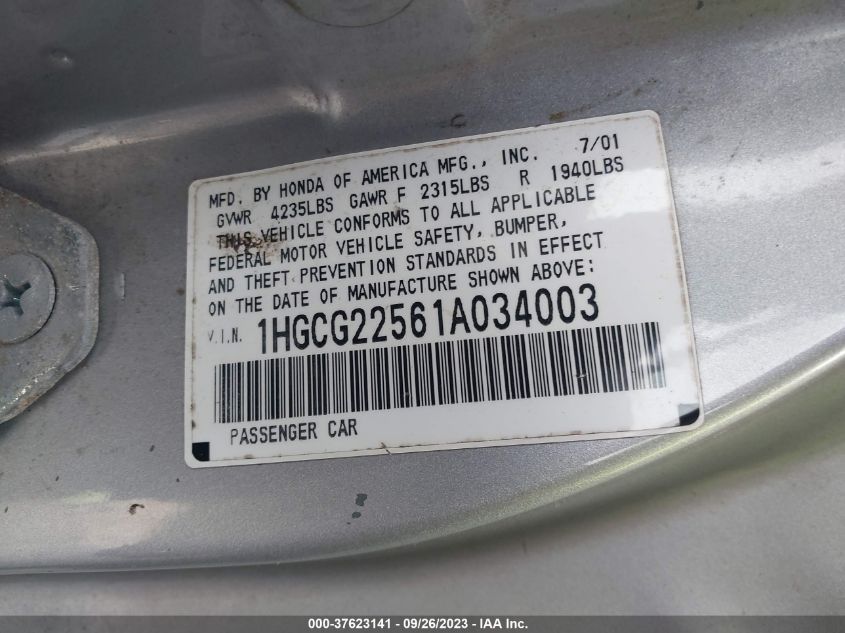 MFD. BY HONDA OF AMERICA MFG., INC. 7/01
GVWR 4235LBS GAWR F 2315LBS R 1940LBS
THIS VEHICLE CONFORMS TO ALL APPLICABLE
FEDERAL MOTOR VEHICLE SAFETY, BUMPER,
AND THEFT PREVENTION STANDARDS IN EFFECT
ON THE DATE OF MANUFACTURE SHOWN ABOVE:
V.I.N. 1HGCG22561A034003
PASSENGER CAR
000-37623141 - 09/26/2023 - IAA Inc.